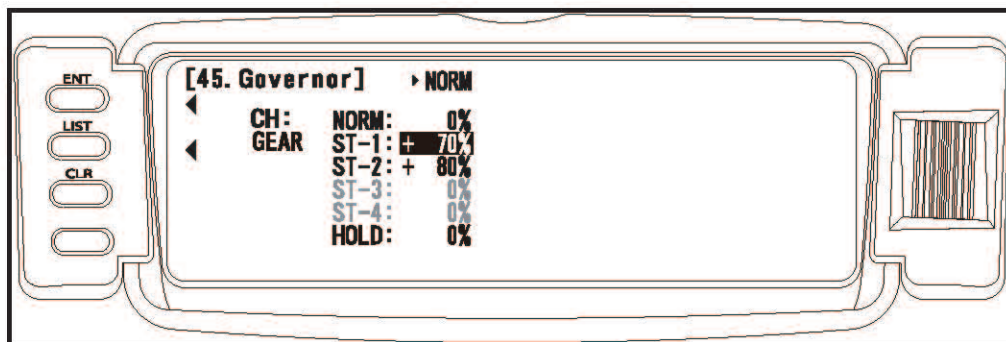 ENT
LIST
CLR
[45. Governor] ▸NORM
CH: NORM: 0%
GEAR ST-1: + 70%
ST-2: + 80%
ST-3: 0%
ST-4: 0%
HOLD: 0%